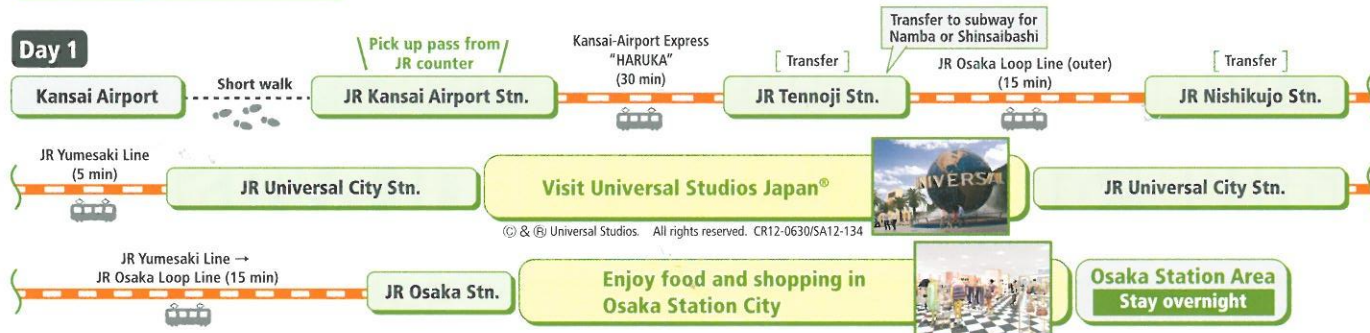 Day 1
Kansai Airport
Short walk
Pick up pass from
JR counter
JR Kansai Airport Stn.
Kansai-Airport Express
"HARUKA"
(30 min)
[Transfer]
JR Tennoji Stn.
Transfer to subway for
Namba or Shinsaibashi
JR Osaka Loop Line (outer)
(15 min)
[Transfer]
JR Nishikujo Stn.
JR Yumesaki Line
(5 min)
JR Universal City Stn.
Visit Universal Studios Japan®
NIVERSA
© & ® Universal Studios. All rights reserved. CR12-0630/SA12-134
JR Universal City Stn.
JR Yumesaki Line →
JR Osaka Loop Line (15 min)
JR Osaka Stn.
Enjoy food and shopping in
Osaka Station City
Osaka Station Area
Stay overnight